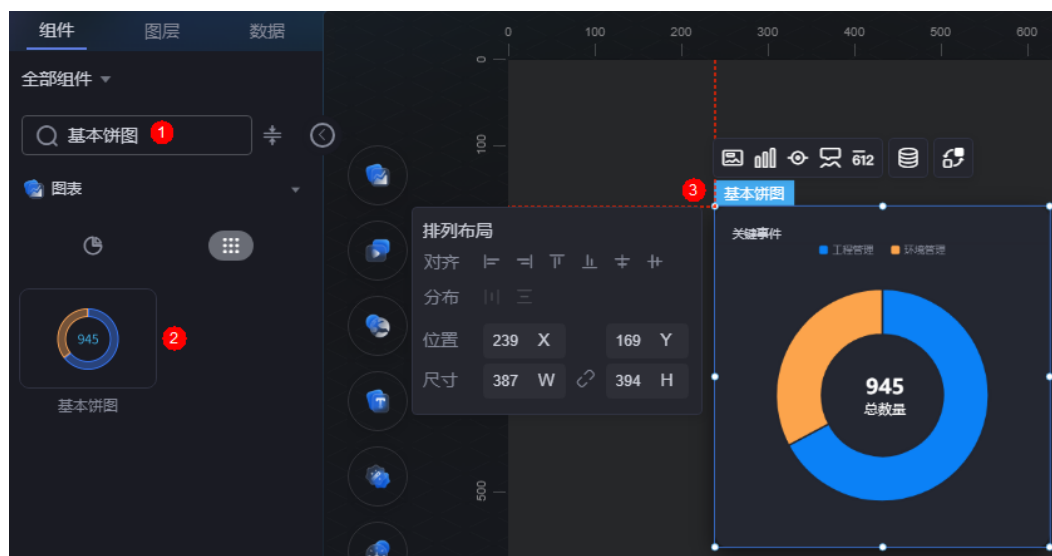 组件 图层 数据
全部组件
基本饼图 1
图表
945
2
基本饼图
0 100 200 300 400 500 600
0
100
500
排列布局
对齐
分布
位置 239 X 169 Y
尺寸 387 W 394 H
612
3 基本饼图
关键事件
工程管理 环境管理
945
总数量